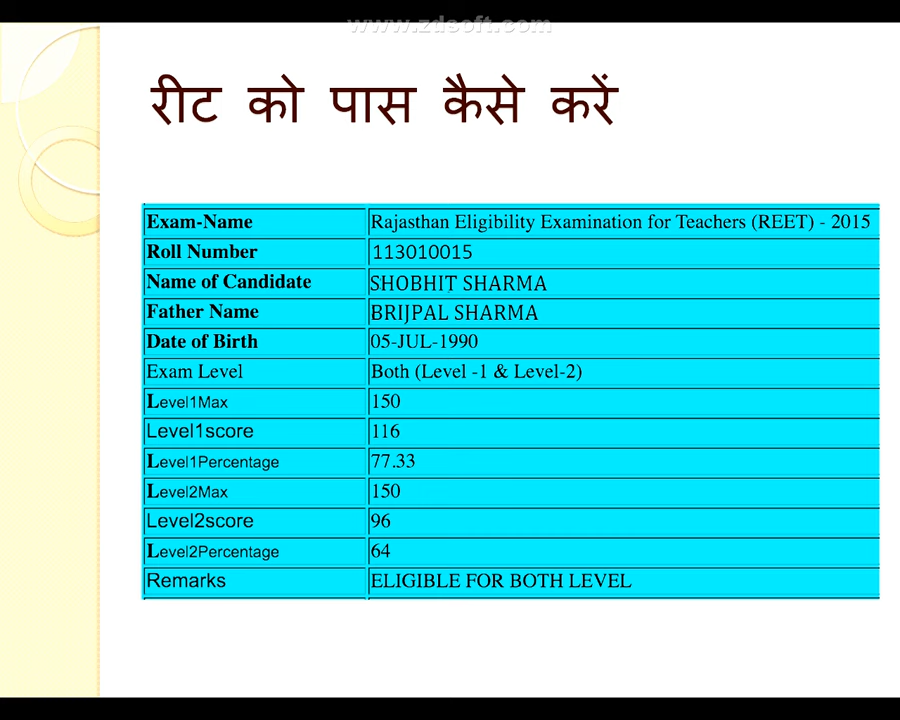 www.zdsoft.com
रीट को पास कैसे करें
Exam-Name Rajasthan Eligibility Examination for Teachers (REET) - 2015
Roll Number 113010015
Name of Candidate SHOBHIT SHARMA
Father Name BRIJPAL SHARMA
Date of Birth 05-JUL-1990
Exam Level Both (Level -1 & Level-2)
Level1Max 150
Level1score 116
Level1Percentage 77.33
Level2Max 150
Level2score 96
Level2Percentage 64
Remarks ELIGIBLE FOR BOTH LEVEL